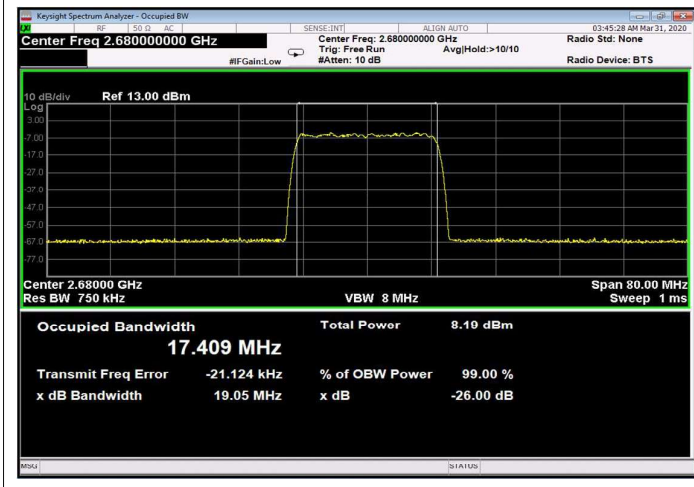 Keysight Spectrum Analyzer - Occupied BW
RF 50 Ω AC SENSE:INT ALIGN AUTO 03:45:28 AM Mar 31, 2020
Center Freq 2.680000000 GHz Center Freq: 2.680000000 GHz Radio Std: None
Trig: Free Run Avg|Hold:>10/10
#IFGain:Low #Atten: 10 dB Radio Device: BTS
10 dB/div Ref 13.00 dBm
Log
3.00
-7.00
-17.0
-27.0
-37.0
-47.0
-57.0
-67.0
-77.0
Center 2.68000 GHz Span 80.00 MHz
Res BW 750 kHz VBW 8 MHz Sweep 1 ms
Occupied Bandwidth Total Power 8.19 dBm
17.409 MHz
Transmit Freq Error -21.124 kHz % of OBW Power 99.00 %
x dB Bandwidth 19.05 MHz x dB -26.00 dB
MSG STATUS